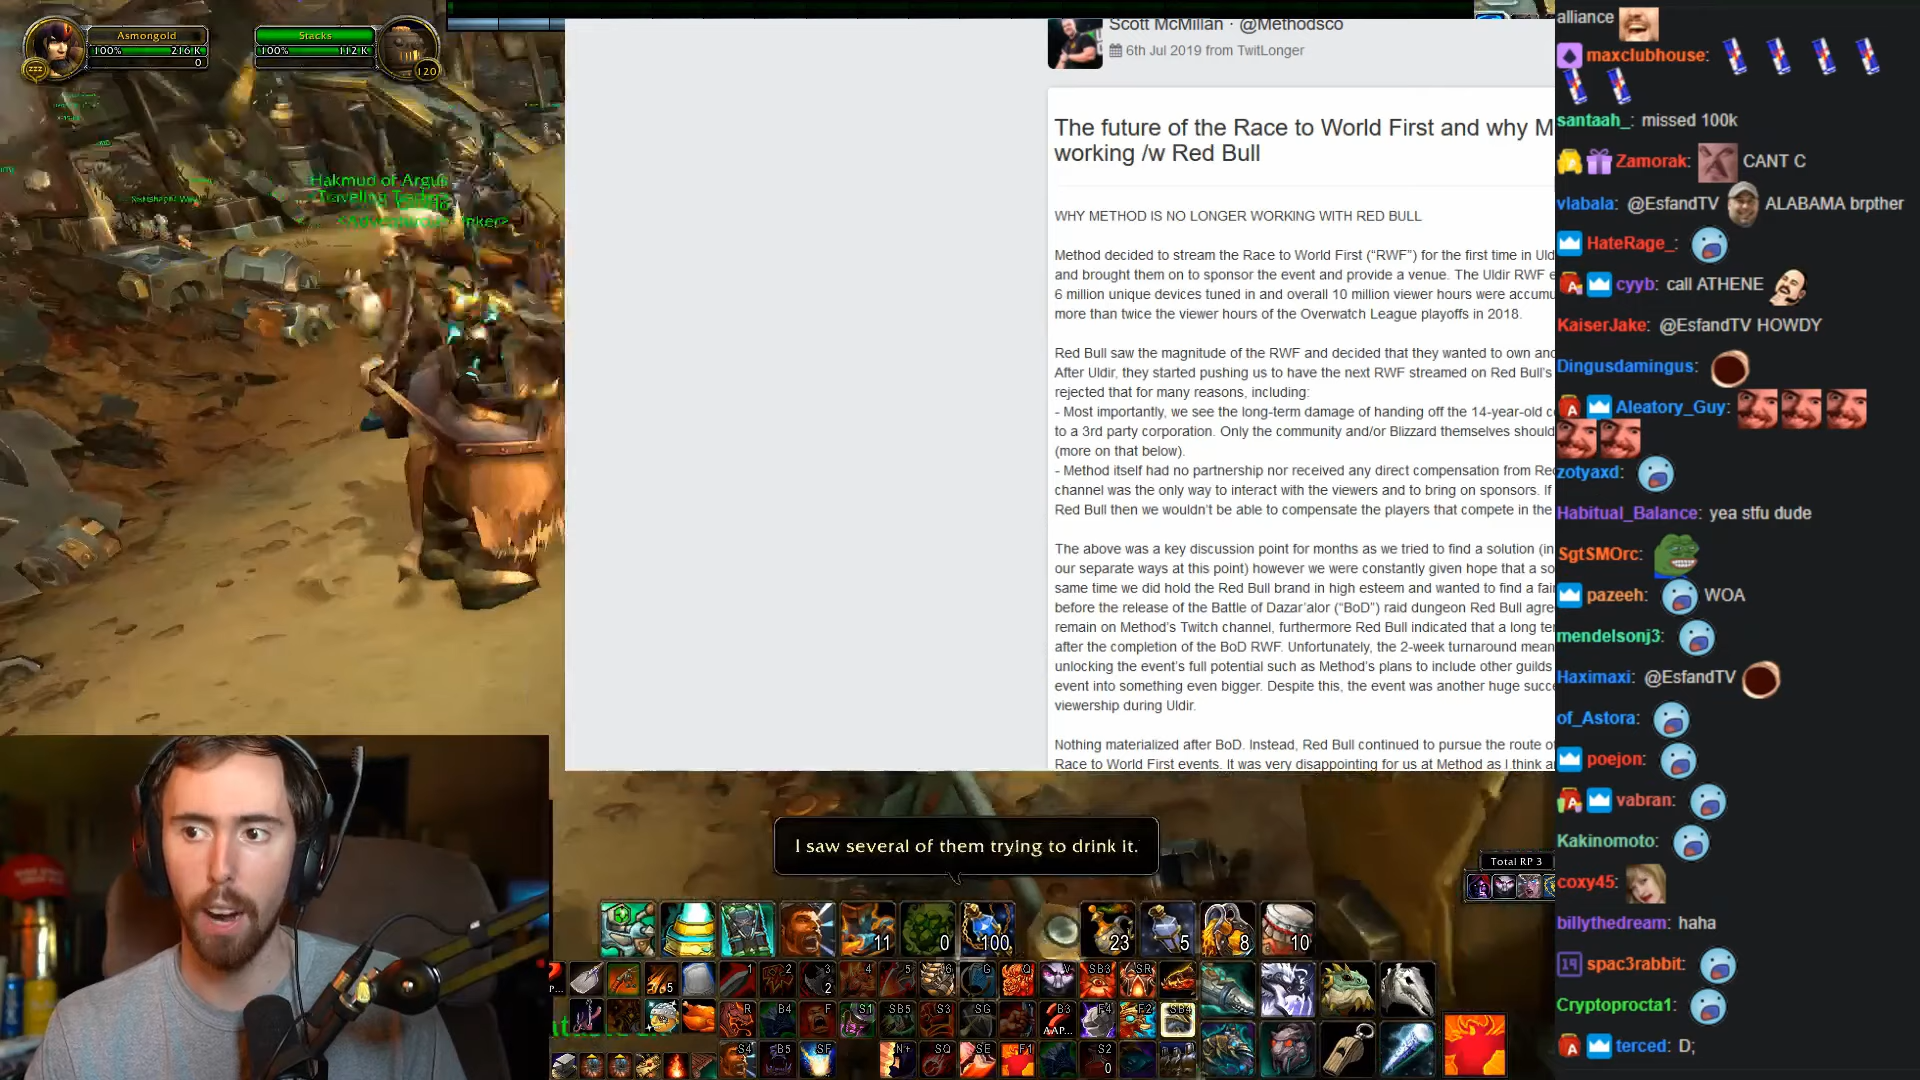 Asmongold
100% 216 K
0
Stacks
100% 112 K
120
Hakmud of Argus
Scott McMillan · @Methodsco
6th Jul 2019 from TwitLonger
The future of the Race to World First and why M
working /w Red Bull
WHY METHOD IS NO LONGER WORKING WITH RED BULL
Method decided to stream the Race to World First (“RWF”) for the first time in Uld
and brought them on to sponsor the event and provide a venue. The Uldir RWF e
6 million unique devices tuned in and overall 10 million viewer hours were accumu
more than twice the viewer hours of the Overwatch League playoffs in 2018.
Red Bull saw the magnitude of the RWF and decided that they wanted to own and
After Uldir, they started pushing us to have the next RWF streamed on Red Bull's
rejected that for many reasons, including:
- Most importantly, we see the long-term damage of handing off the 14-year-old c
to a 3rd party corporation. Only the community and/or Blizzard themselves should
(more on that below).
- Method itself had no partnership nor received any direct compensation from Re
channel was the only way to interact with the viewers and to bring on sponsors. If
Red Bull then we wouldn't be able to compensate the players that compete in the
The above was a key discussion point for months as we tried to find a solution (in
our separate ways at this point) however we were constantly given hope that a so
same time we did hold the Red Bull brand in high esteem and wanted to find a fai
before the release of the Battle of Dazar'alor (“BoD”) raid dungeon Red Bull agre
remain on Method's Twitch channel, furthermore Red Bull indicated that a long te
after the completion of the BoD RWF. Unfortunately, the 2-week turnaround mean
unlocking the event's full potential such as Method's plans to include other guilds
event into something even bigger. Despite this, the event was another huge succe
viewership during Uldir.
Nothing materialized after BoD. Instead, Red Bull continued to pursue the route o
Race to World First events. It was very disappointing for us at Method as I think a
I saw several of them trying to drink it.
Total RP 3
11 0 100 23 5 8 10
alliance
maxclubhouse:
santaah_: missed 100k
Zamorak: CANT C
vlabala: @EsfandTV ALABAMA brpther
HateRage_:
cyyb: call ATHENE
KaiserJake: @EsfandTV HOWDY
Dingusdamingus:
Aleatory_Guy:
zotyaxd:
Habitual_Balance: yea stfu dude
SgtSMOrc:
pazeeh: WOA
mendelsonj3:
Haximaxi: @EsfandTV
of_Astora:
poejon:
vabran:
Kakinomoto:
coxy45:
billythedream: haha
19 spac3rabbit:
Cryptoprocta1:
terced: D;